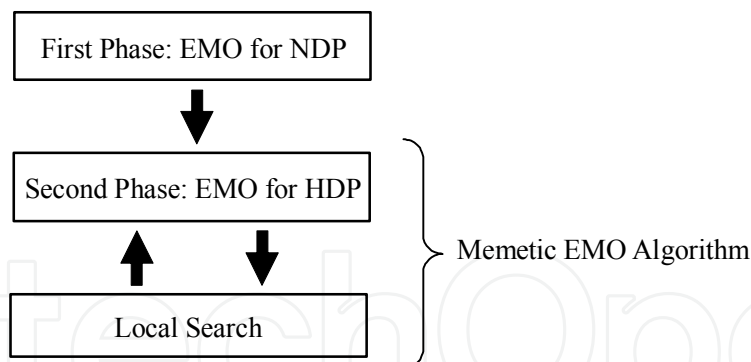 First Phase: EMO for NDP
Second Phase: EMO for HDP
Memetic EMO Algorithm
Local Search